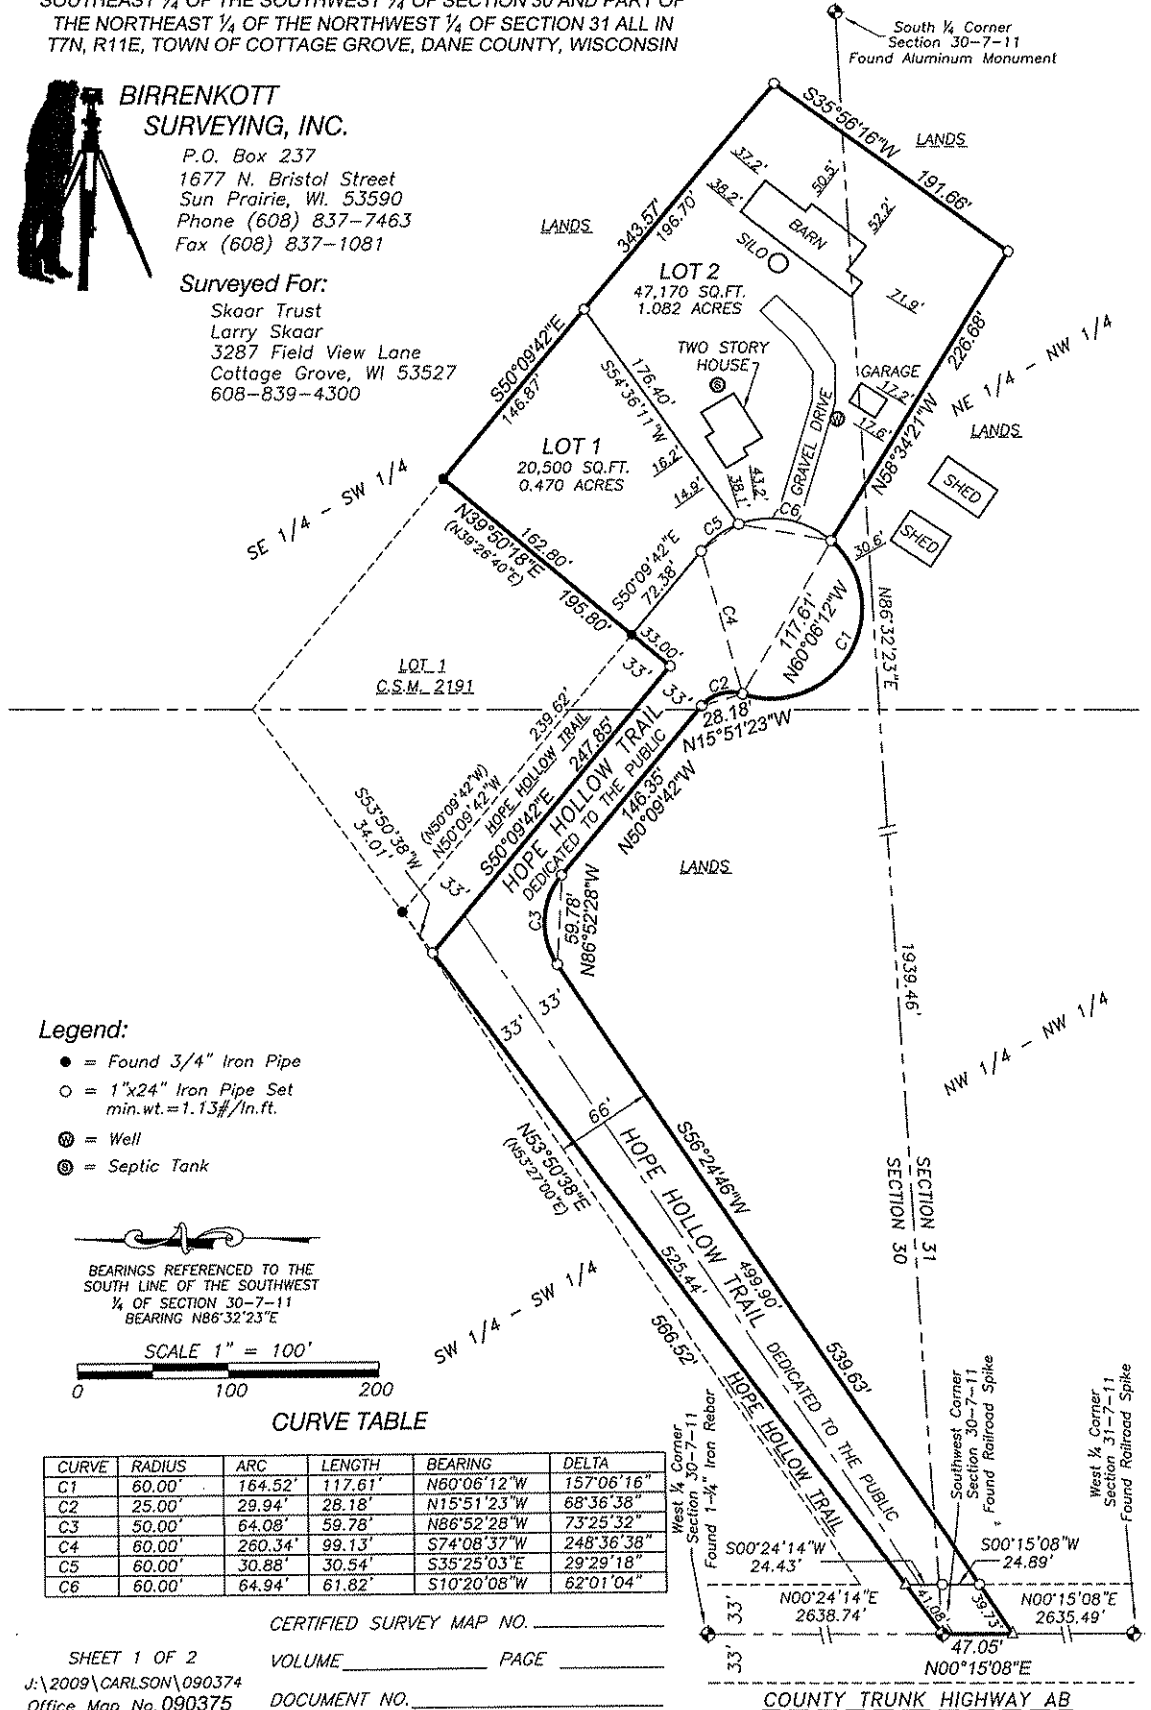 SOUTHEAST ¼ OF THE SOUTHWEST ¼ OF SECTION 30 AND PART OF
THE NORTHEAST ¼ OF THE NORTHWEST ¼ OF SECTION 31 ALL IN
T7N, R11E, TOWN OF COTTAGE GROVE, DANE COUNTY, WISCONSIN
South ¼ Corner
Section 30-7-11
Found Aluminum Monument
BIRRENKOTT
SURVEYING, INC.
P.O. Box 237
1677 N. Bristol Street
Sun Prairie, WI. 53590
Phone (608) 837-7463
Fax (608) 837-1081
Surveyed For:
Skaar Trust
Larry Skaar
3287 Field View Lane
Cottage Grove, WI 53527
608-839-4300
S35°56'16"W
191.66'
LANDS
LANDS
343.57'
196.70'
37.2'
38.2'
50.5'
52.2'
BARN
SILO
71.9'
LOT 2
47,170 SQ.FT.
1.082 ACRES
226.68'
N58°34'21"W
NE 1/4 - NW 1/4
LANDS
TWO STORY
HOUSE
S
GARAGE
17.2'
17.6'
W
GRAVEL DRIVE
176.40'
S54°36'11"W
16.2'
14.9'
38.1'
43.2'
S50°09'42"E
146.87'
LOT 1
20,500 SQ.FT.
0.470 ACRES
SHED
SHED
30.6'
SE 1/4 - SW 1/4
162.80'
N39°50'18"E
(N39°26'40"E)
195.80'
S50°09'42"E
72.38'
C5
C6
C4
117.61'
N60°06'12"W
C1
N86°32'23"E
33.00'
33'
33'
C2
28.18'
N15°51'23"W
LOT 1
C.S.M. 2191
239.62'
HOPE HOLLOW TRAIL
(N50°09'42"W)
N50°09'42"W
247.85'
S50°09'42"E
HOPE HOLLOW TRAIL
DEDICATED TO THE PUBLIC
146.35'
N50°09'42"W
S53°50'38"W
34.01'
33'
LANDS
C3
59.78'
N86°52'28"W
33'
33'
1939.46'
NW 1/4 - NW 1/4
Legend:
● = Found 3/4" Iron Pipe
○ = 1"x24" Iron Pipe Set
min.wt.=1.13#/ln.ft.
W = Well
S = Septic Tank
N53°50'38"E
(N53°27'00"E)
66'
S56°24'46"W
HOPE HOLLOW TRAIL
DEDICATED TO THE PUBLIC
525.44'
499.90'
566.52'
539.63'
HOPE HOLLOW TRAIL
SECTION 31
SECTION 30
SW 1/4 - SW 1/4
BEARINGS REFERENCED TO THE
SOUTH LINE OF THE SOUTHWEST
¼ OF SECTION 30-7-11
BEARING N86°32'23"E
SCALE 1" = 100'
0 100 200
CURVE TABLE
CURVE RADIUS ARC LENGTH BEARING DELTA
C1 60.00' 164.52' 117.61' N60°06'12"W 157°06'16"
C2 25.00' 29.94' 28.18' N15°51'23"W 68°36'38"
C3 50.00' 64.08' 59.78' N86°52'28"W 73°25'32"
C4 60.00' 260.34' 99.13' S74°08'37"W 248°36'38"
C5 60.00' 30.88' 30.54' S35°25'03"E 29°29'18"
C6 60.00' 64.94' 61.82' S10°20'08"W 62°01'04"
West ¼ Corner
Section 30-7-11
Found 1-¼" Iron Rebar
Southwest Corner
Section 30-7-11
Found Railroad Spike
West ¼ Corner
Section 31-7-11
Found Railroad Spike
S00°24'14"W
24.43'
S00°15'08"W
24.89'
N00°24'14"E
2638.74'
41.08'
39.73'
N00°15'08"E
2635.49'
33'
33'
47.05'
N00°15'08"E
COUNTY TRUNK HIGHWAY AB
CERTIFIED SURVEY MAP NO.
VOLUME PAGE
DOCUMENT NO.
SHEET 1 OF 2
J:\2009\CARLSON\090374
Office Map No. 090375